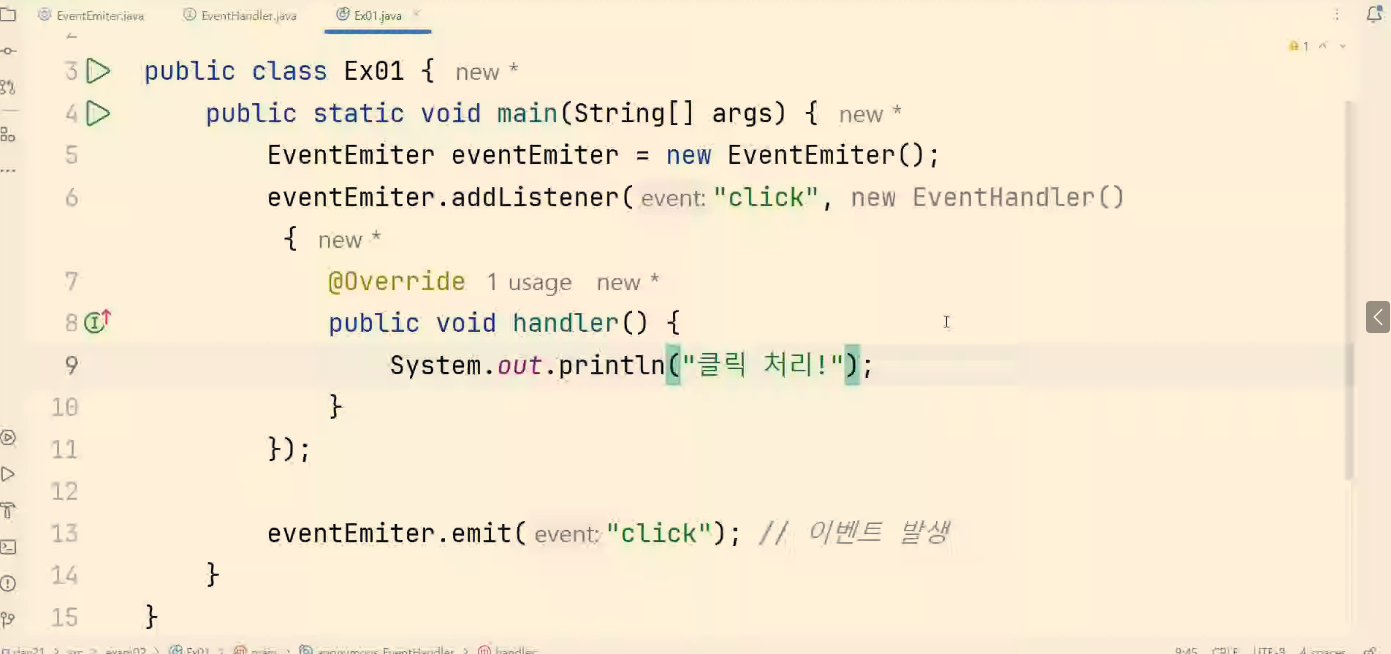 EventEmiter.java EventHandler.java Ex01.java
1
3 public class Ex01 { new *
4 public static void main(String[] args) { new *
5 EventEmiter eventEmiter = new EventEmiter();
6 eventEmiter.addListener( event: "click", new EventHandler()
{ new *
7 @Override 1 usage new *
8 public void handler() {
9 System.out.println("클릭 처리!");
10 }
11 });
12
13 eventEmiter.emit( event: "click"); // 이벤트 발생
14 }
15 }
Ex01 main anonymous EventHandler handler 9:45 CRLF UTF-8 4 spaces